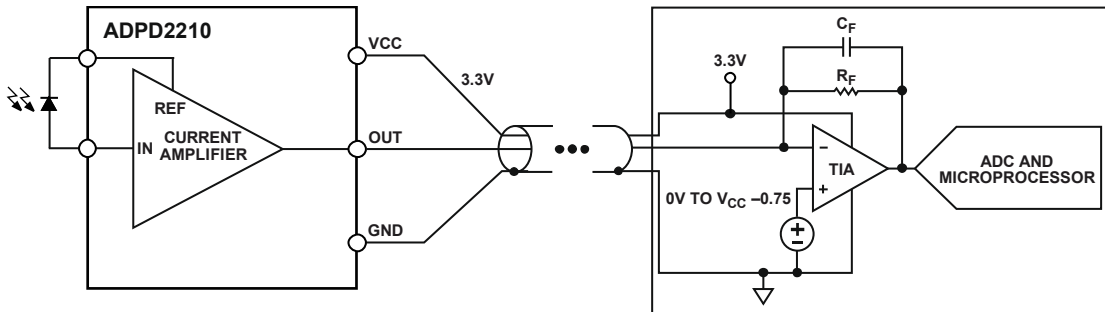 ADPD2210
VCC
3.3V
REF
IN
CURRENT
AMPLIFIER
OUT
GND
3.3V
CF
RF
–
TIA
+
0V TO VCC –0.75
+
–
ADC AND
MICROPROCESSOR